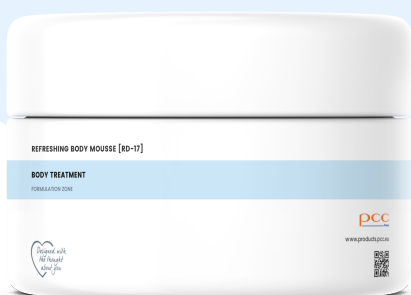 REFRESHING BODY MOUSSE [RD-17]
BODY TREATMENT
FORMULATION ZONE
pcc
www.products.pcc.eu
Designed with
the thought
about you